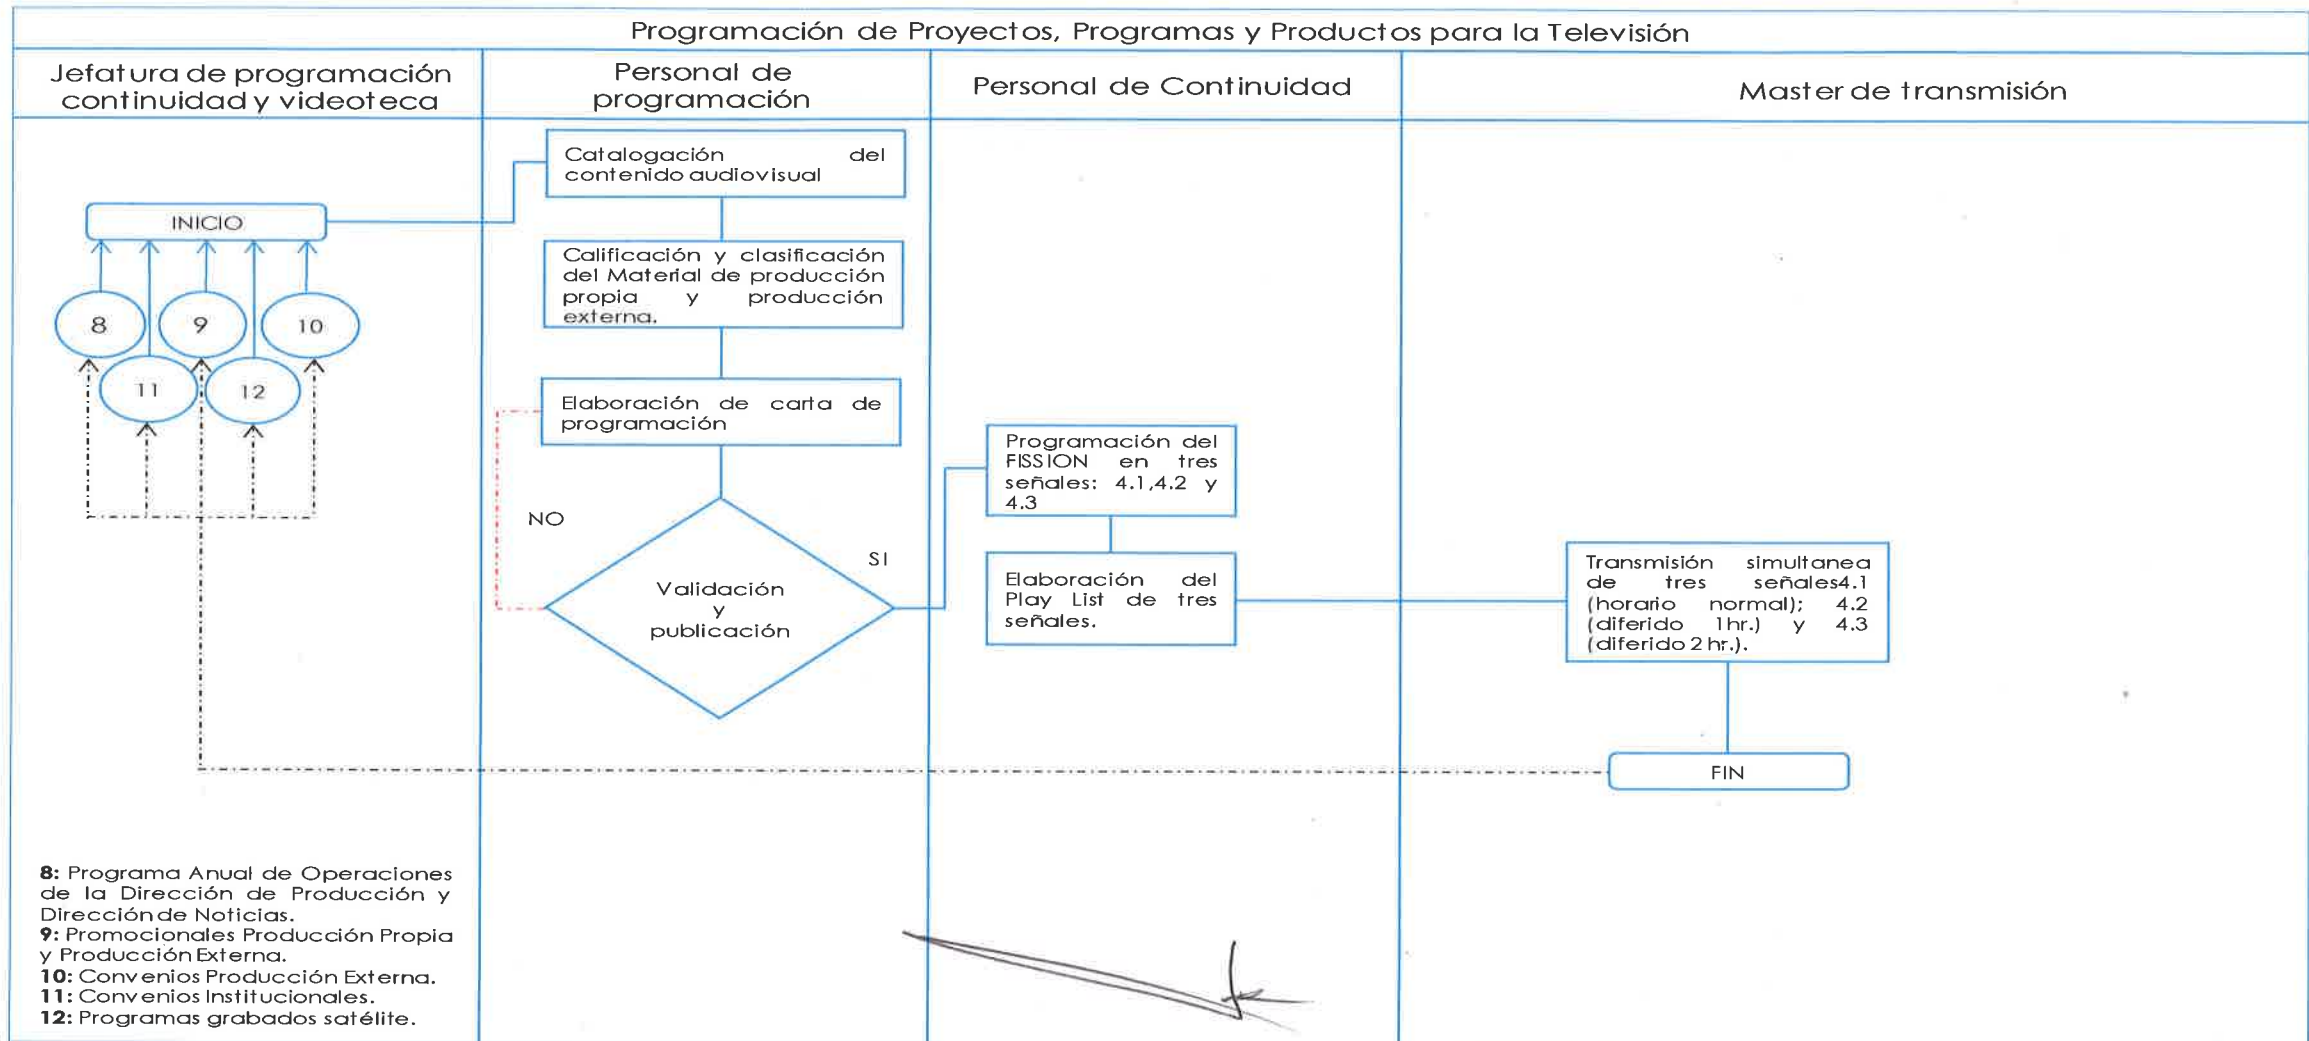 Programación de Proyectos, Programas y Productos para la Televisión
Jefatura de programación
continuidad y videoteca
Personal de
programación
Personal de Continuidad
Master de transmisión
INICIO
8
9
10
11
12
8: Programa Anual de Operaciones
de la Dirección de Producción y
Dirección de Noticias.
9: Promocionales Producción Propia
y Producción Externa.
10: Convenios Producción Externa.
11: Convenios Institucionales.
12: Programas grabados satélite.
Catalogación del
contenido audiovisual
Calificación y clasificación
del Material de producción
propia y producción
externa.
Elaboración de carta de
programación
NO
SI
Validación
y
publicación
Programación del
FISSION en tres
señales: 4.1,4.2 y
4.3
Elaboración del
Play List de tres
señales.
Transmisión simultanea
de tres señales4.1
(horario normal); 4.2
(diferido 1hr.) y 4.3
(diferido 2 hr.).
FIN